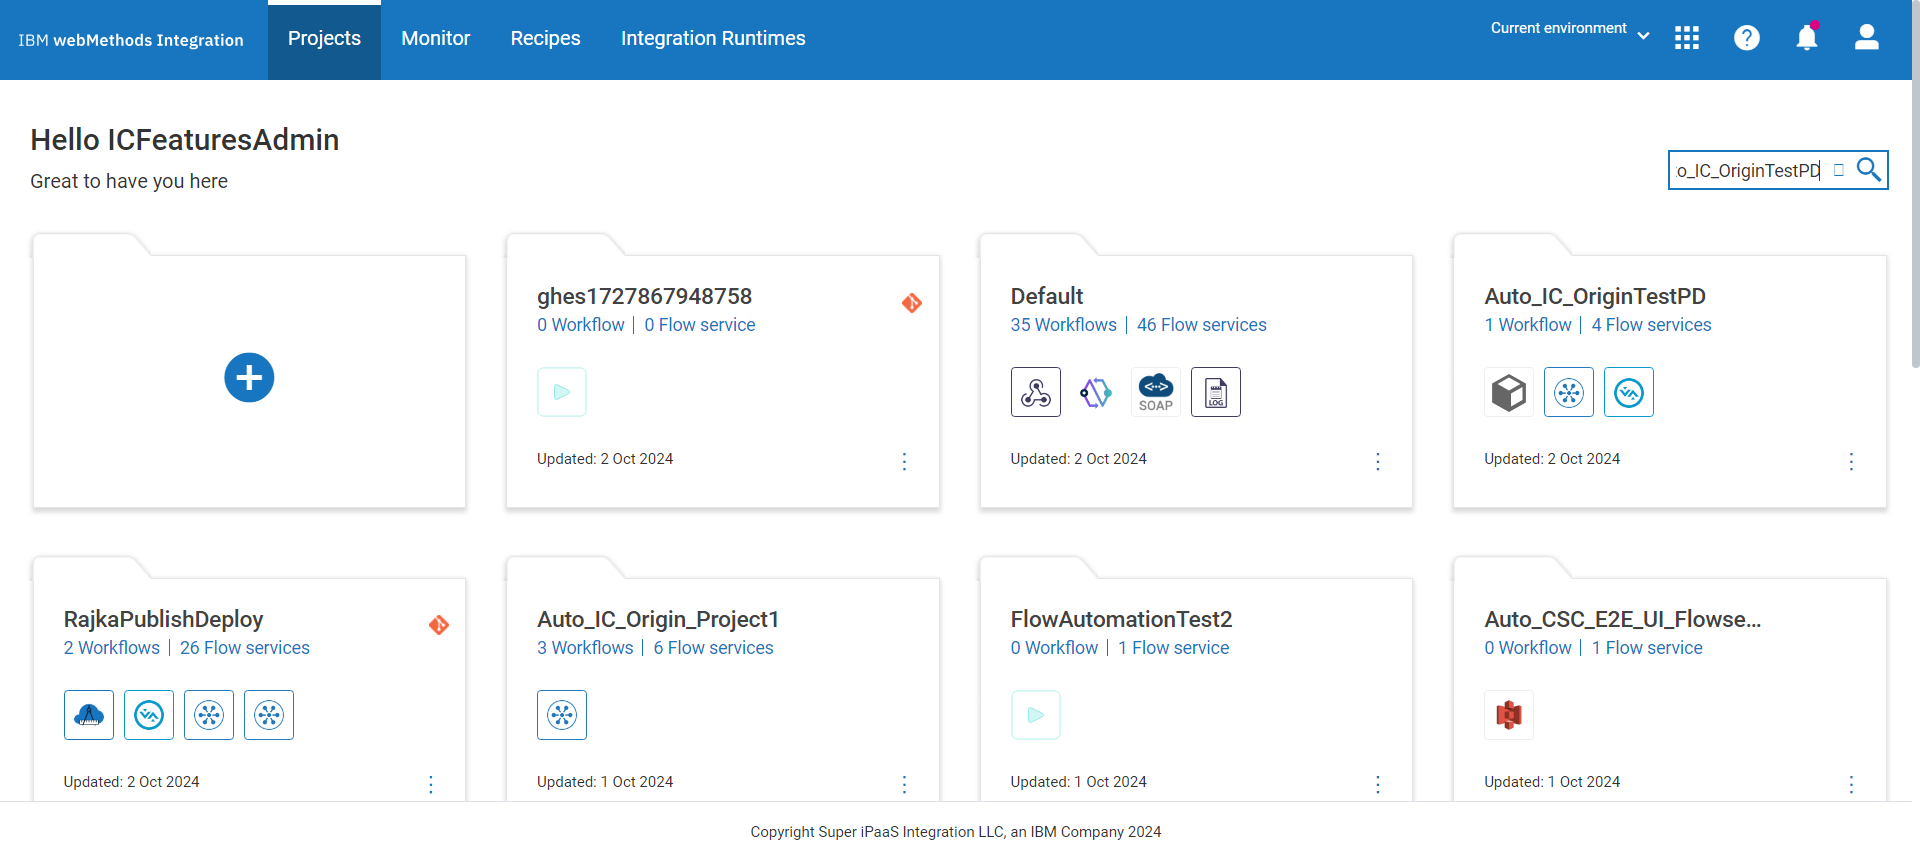 IBM webMethods Integration
Projects
Monitor
Recipes
Integration Runtimes
Current environment
Hello ICFeaturesAdmin
Great to have you here
o_IC_OriginTestPD
ghes1727867948758
0 Workflow | 0 Flow service
Updated: 2 Oct 2024
Default
35 Workflows | 46 Flow services
SOAP
LOG
Updated: 2 Oct 2024
Auto_IC_OriginTestPD
1 Workflow | 4 Flow services
Updated: 2 Oct 2024
RajkaPublishDeploy
2 Workflows | 26 Flow services
Updated: 2 Oct 2024
Auto_IC_Origin_Project1
3 Workflows | 6 Flow services
Updated: 1 Oct 2024
FlowAutomationTest2
0 Workflow | 1 Flow service
Updated: 1 Oct 2024
Auto_CSC_E2E_UI_Flowse...
0 Workflow | 1 Flow service
Updated: 1 Oct 2024
Copyright Super iPaaS Integration LLC, an IBM Company 2024